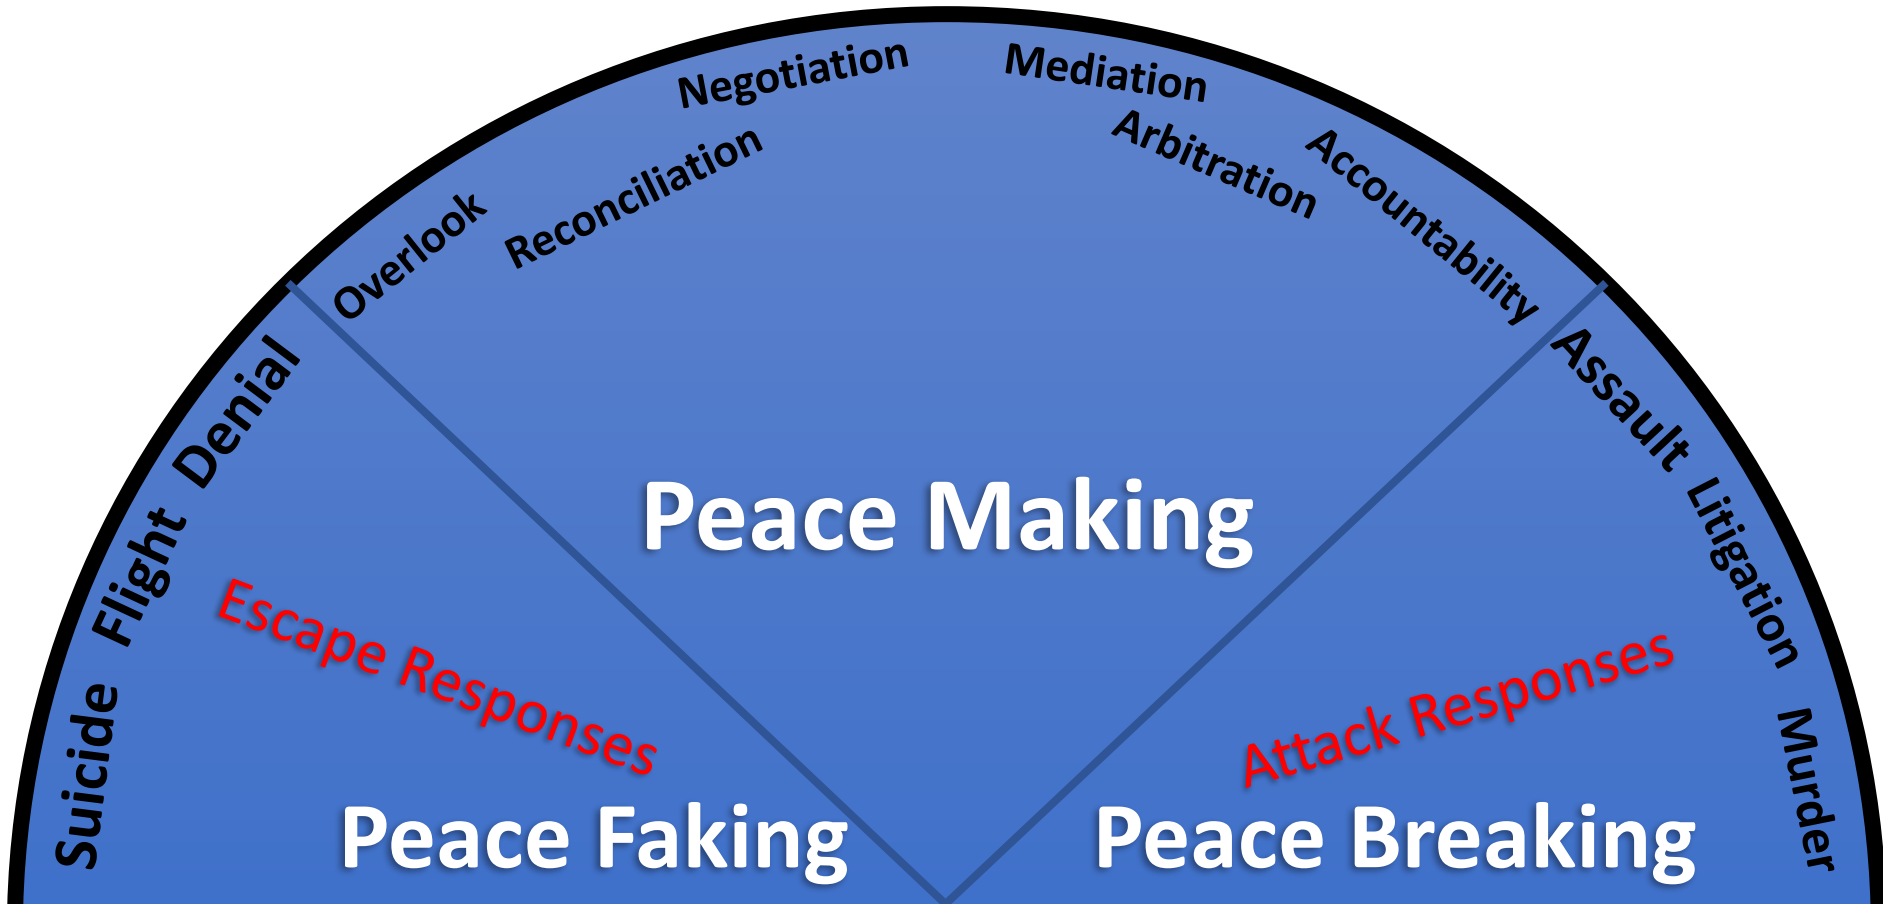 Suicide
Flight
Denial
Overlook
Reconciliation
Negotiation
Mediation
Arbitration
Accountability
Assault
Litigation
Murder
Peace Making
Escape Responses
Attack Responses
Peace Faking
Peace Breaking